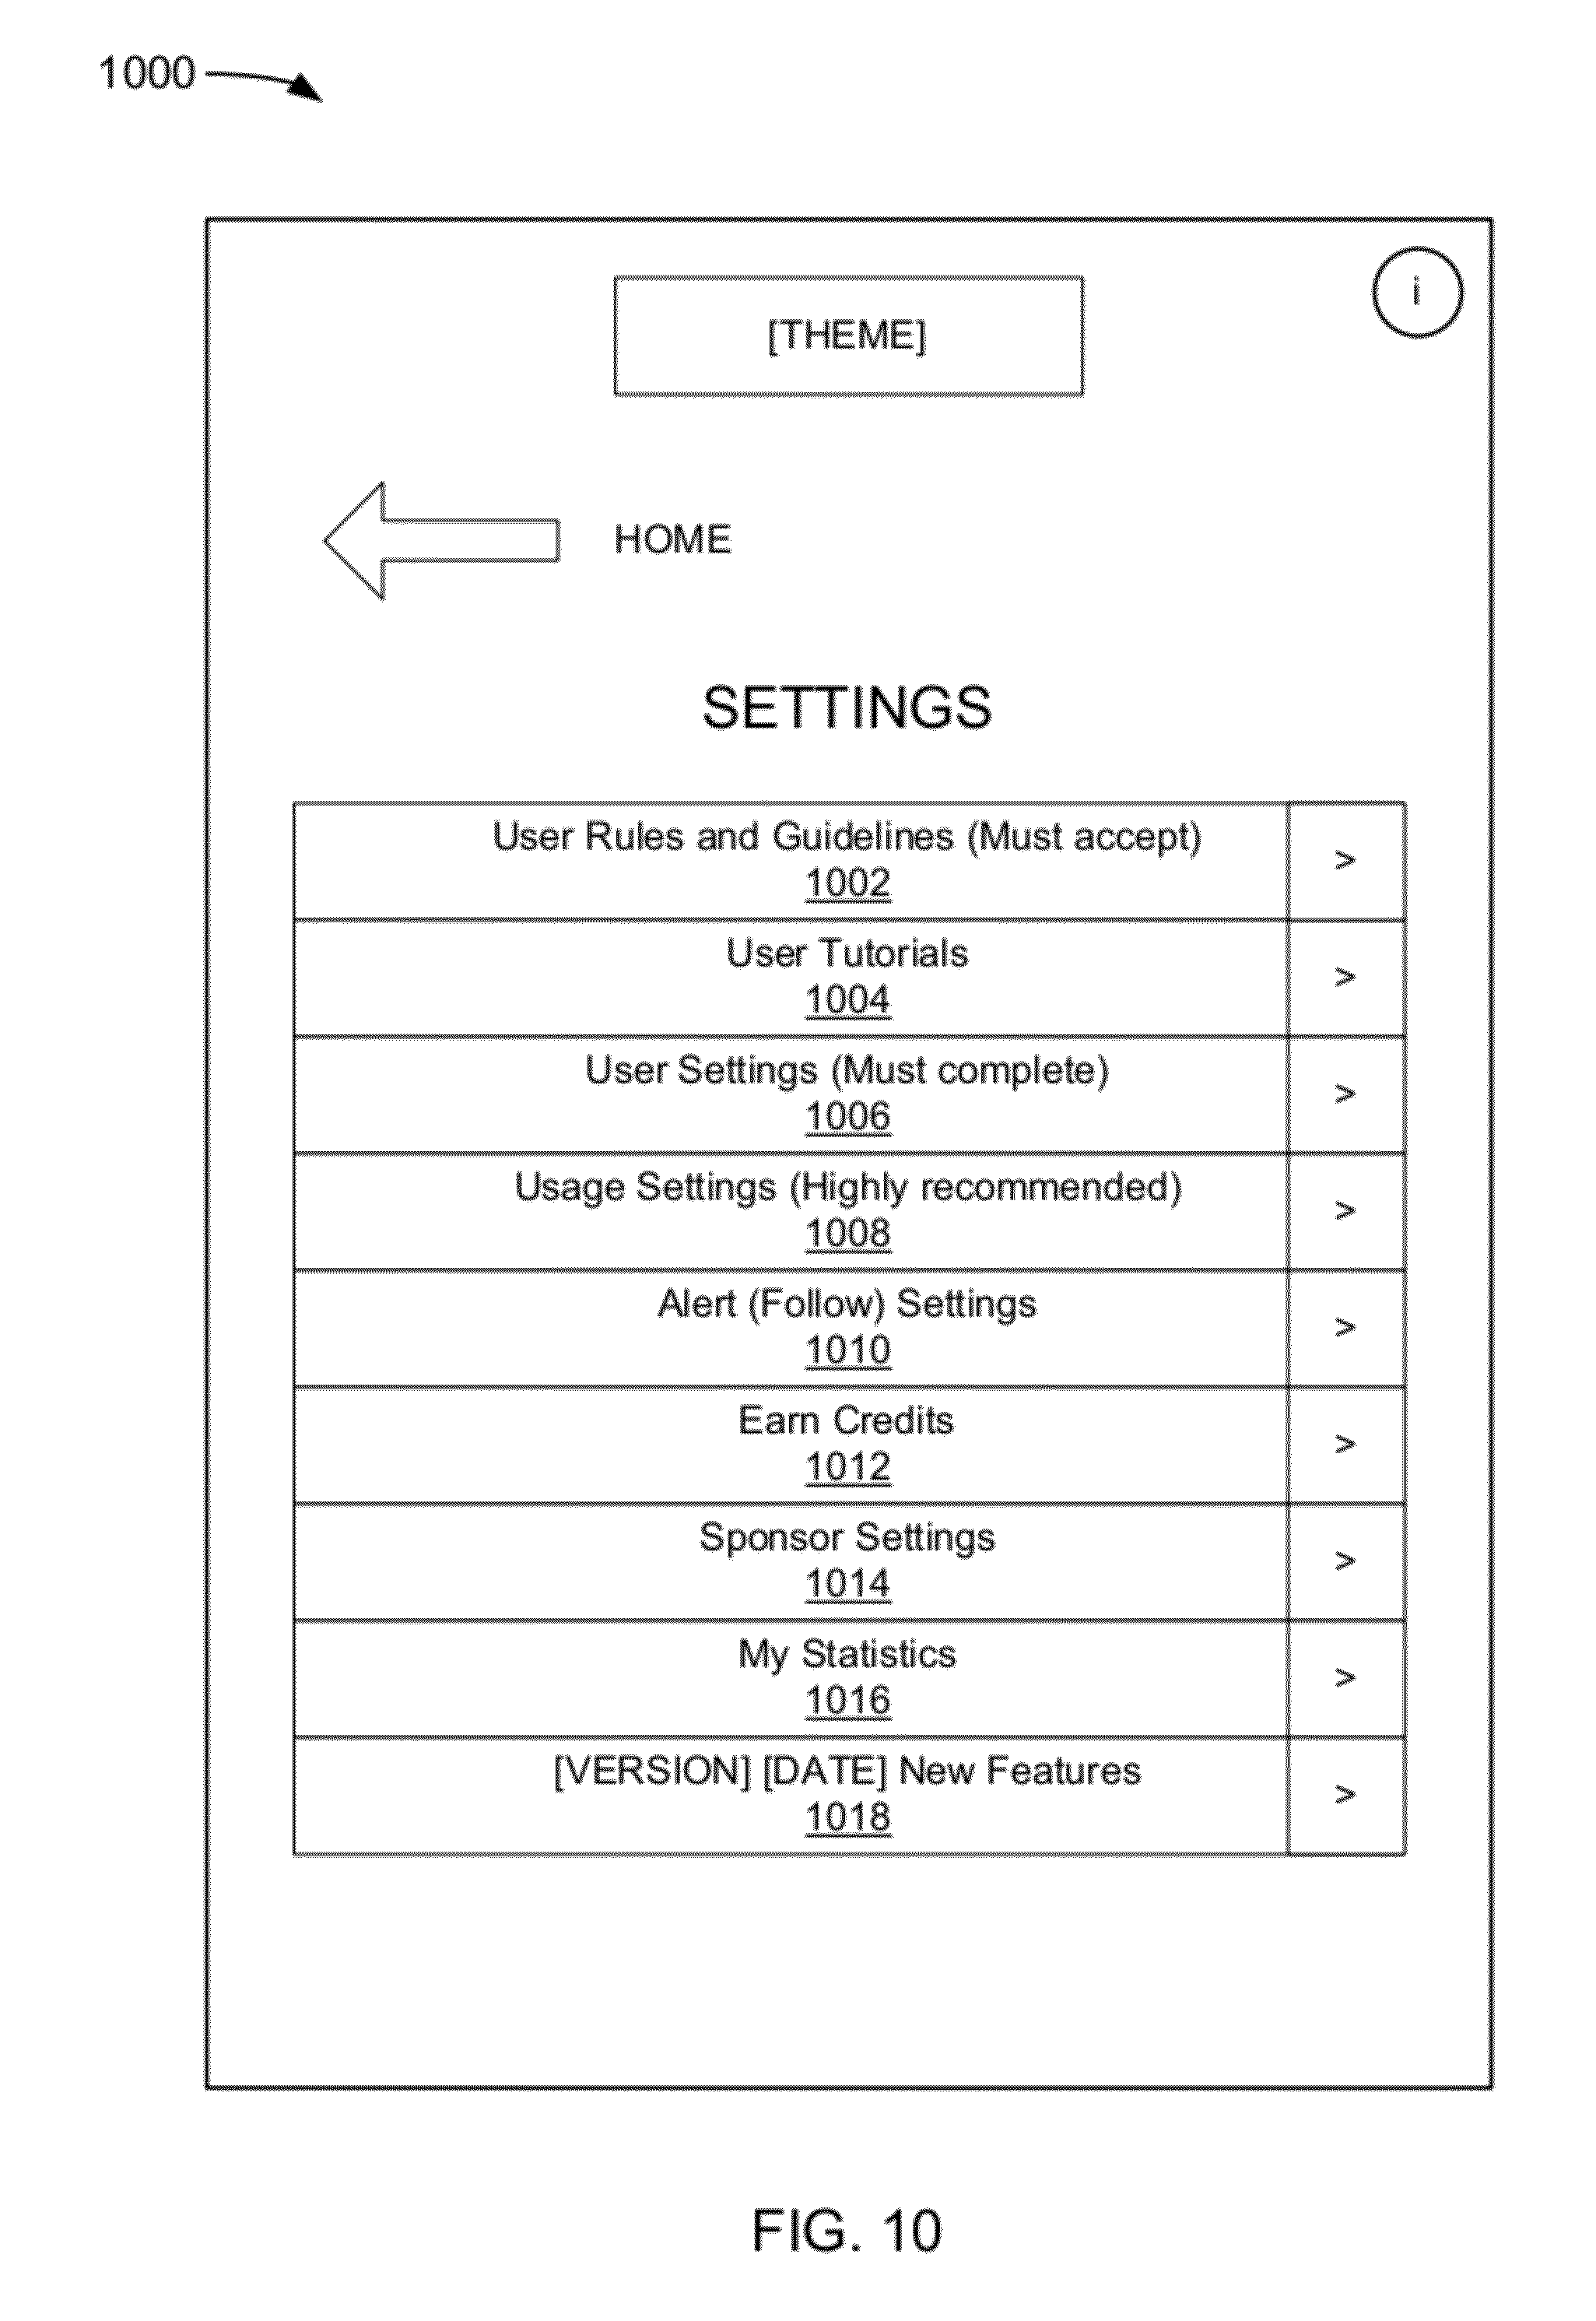 1000
i
[THEME]
HOME
SETTINGS
User Rules and Guidelines (Must accept)
1002
>
User Tutorials
1004
>
User Settings (Must complete)
1006
>
Usage Settings (Highly recommended)
1008
>
Alert (Follow) Settings
1010
>
Earn Credits
1012
>
Sponsor Settings
1014
>
My Statistics
1016
>
[VERSION] [DATE] New Features
1018
>
FIG. 10